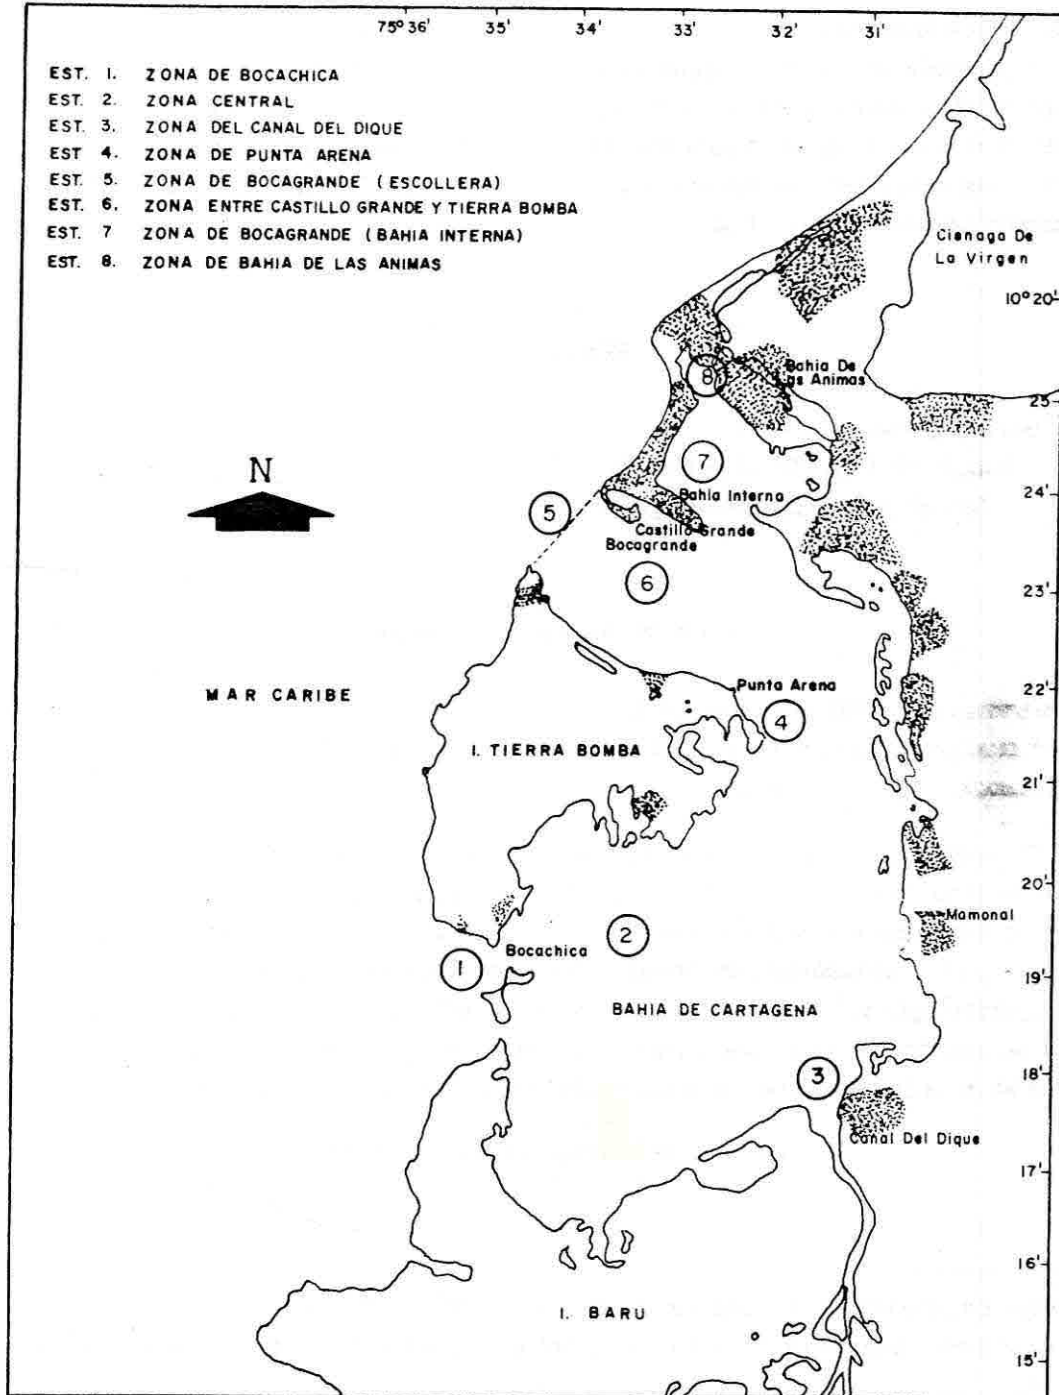 75° 36' 35' 33' 32' 31'
EST. 1. ZONA DE BOCACHICA
EST. 2. ZONA CENTRAL
EST. 3. ZONA DEL CANAL DEL DIQUE
EST 4. ZONA DE PUNTA ARENA
EST. 5. ZONA DE BOCAGRANDE (ESCOLLERA)
EST. 6. ZONA ENTRE CASTILLO GRANDE Y TIERRA BOMBA
EST. 7 ZONA DE BOCAGRANDE (BAHIA INTERNA)
EST. 8. ZONA DE BAHIA DE LAS ANIMAS
Cienaga De
La Virgen
10° 20'
Bahia De
as Animas
8
25
7
N
24'
Bahia Interna
5
Castillo Grande
Bocagrande
6
23'
22'
MAR CARIBE
Punta Arena
4
I. TIERRA BOMBA
21'
20'
Mamonal
2
Bocachica
1
19'
BAHIA DE CARTAGENA
18'
3
Canal Del Dique
17'
16'
I. BARU
15'